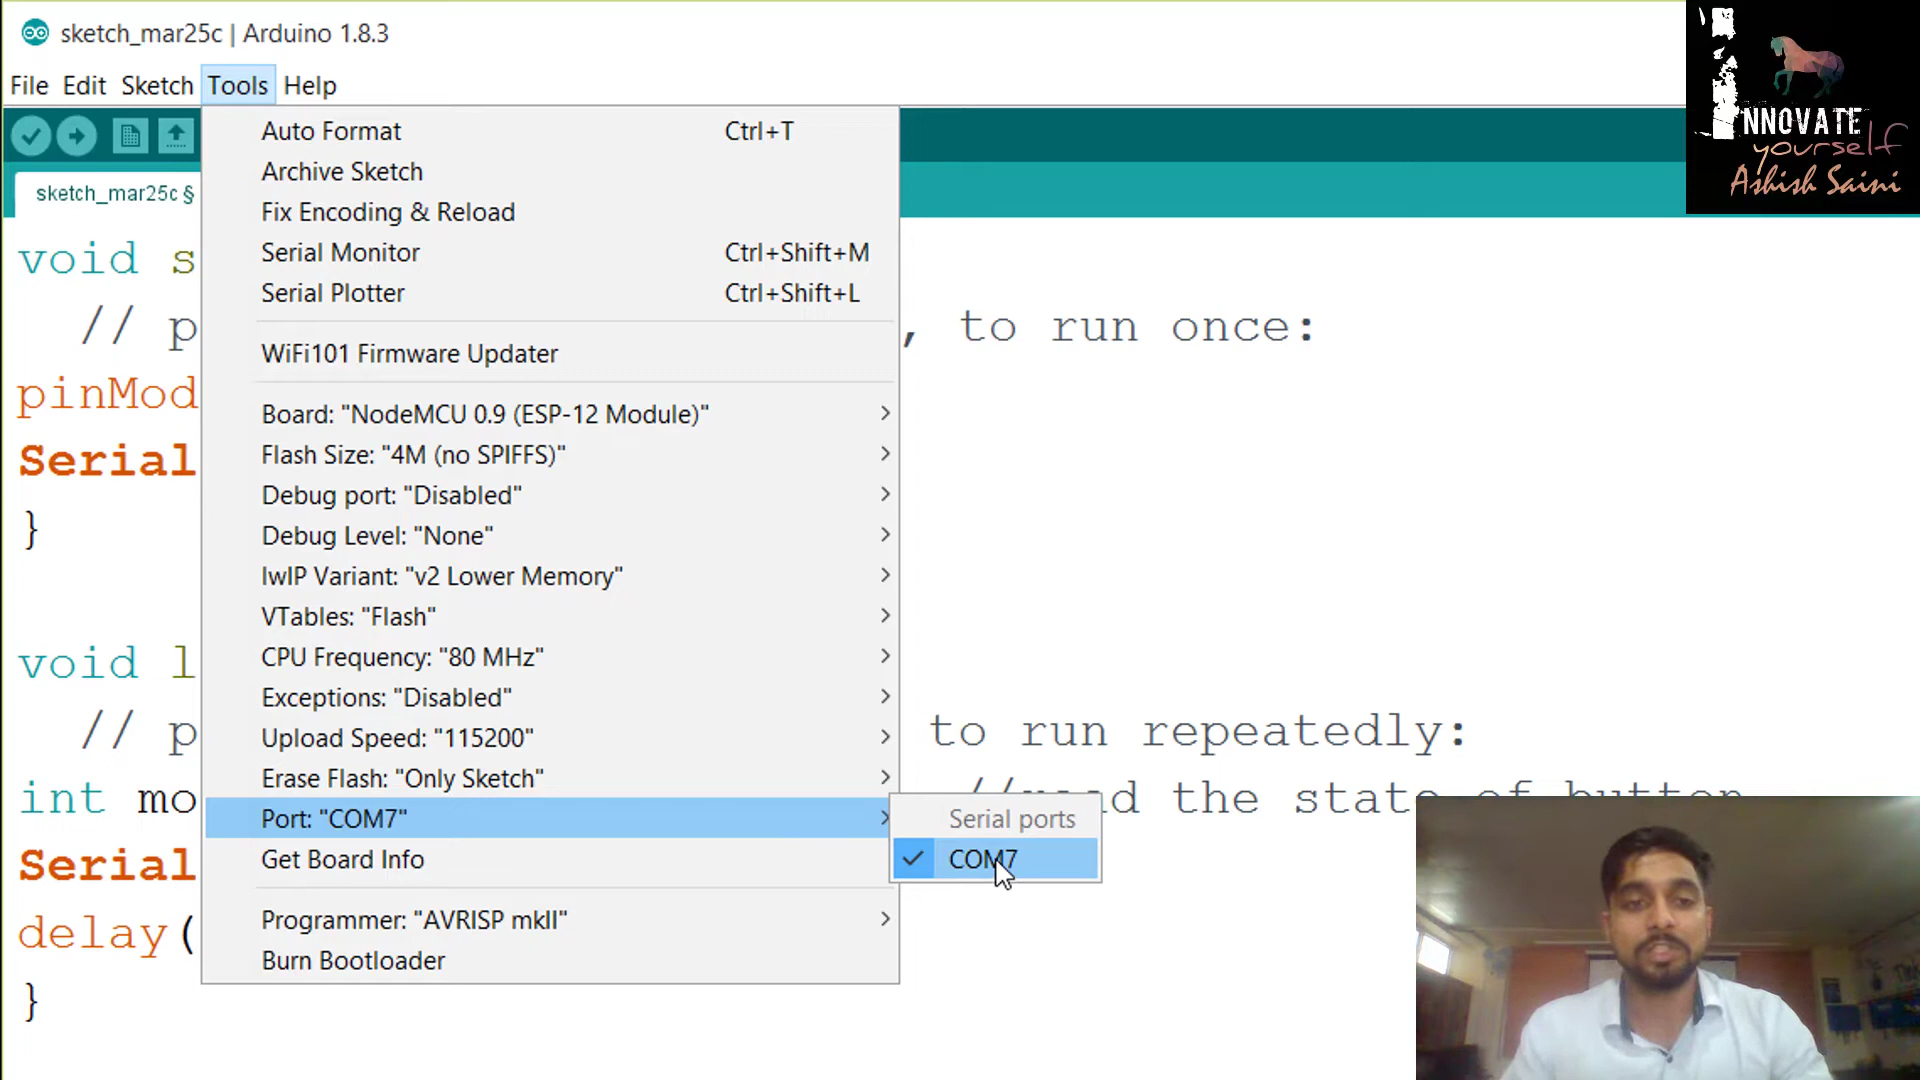 sketch_mar25c | Arduino 1.8.3
File Edit Sketch Tools Help
NNOVATE
yourself
Ashish Saini
sketch_mar25c §
Auto Format Ctrl+T
Archive Sketch
Fix Encoding & Reload
Serial Monitor Ctrl+Shift+M
Serial Plotter Ctrl+Shift+L
WiFi101 Firmware Updater
Board: "NodeMCU 0.9 (ESP-12 Module)"
Flash Size: "4M (no SPIFFS)"
Debug port: "Disabled"
Debug Level: "None"
lwIP Variant: "v2 Lower Memory"
VTables: "Flash"
CPU Frequency: "80 MHz"
Exceptions: "Disabled"
Upload Speed: "115200"
Erase Flash: "Only Sketch"
Port: "COM7"
Get Board Info
Programmer: "AVRISP mkII"
Burn Bootloader
Serial ports
COM7
void s
// p , to run once:
pinMod
Serial
}
void l
// p to run repeatedly:
int mo the state of button
Serial
delay(
}